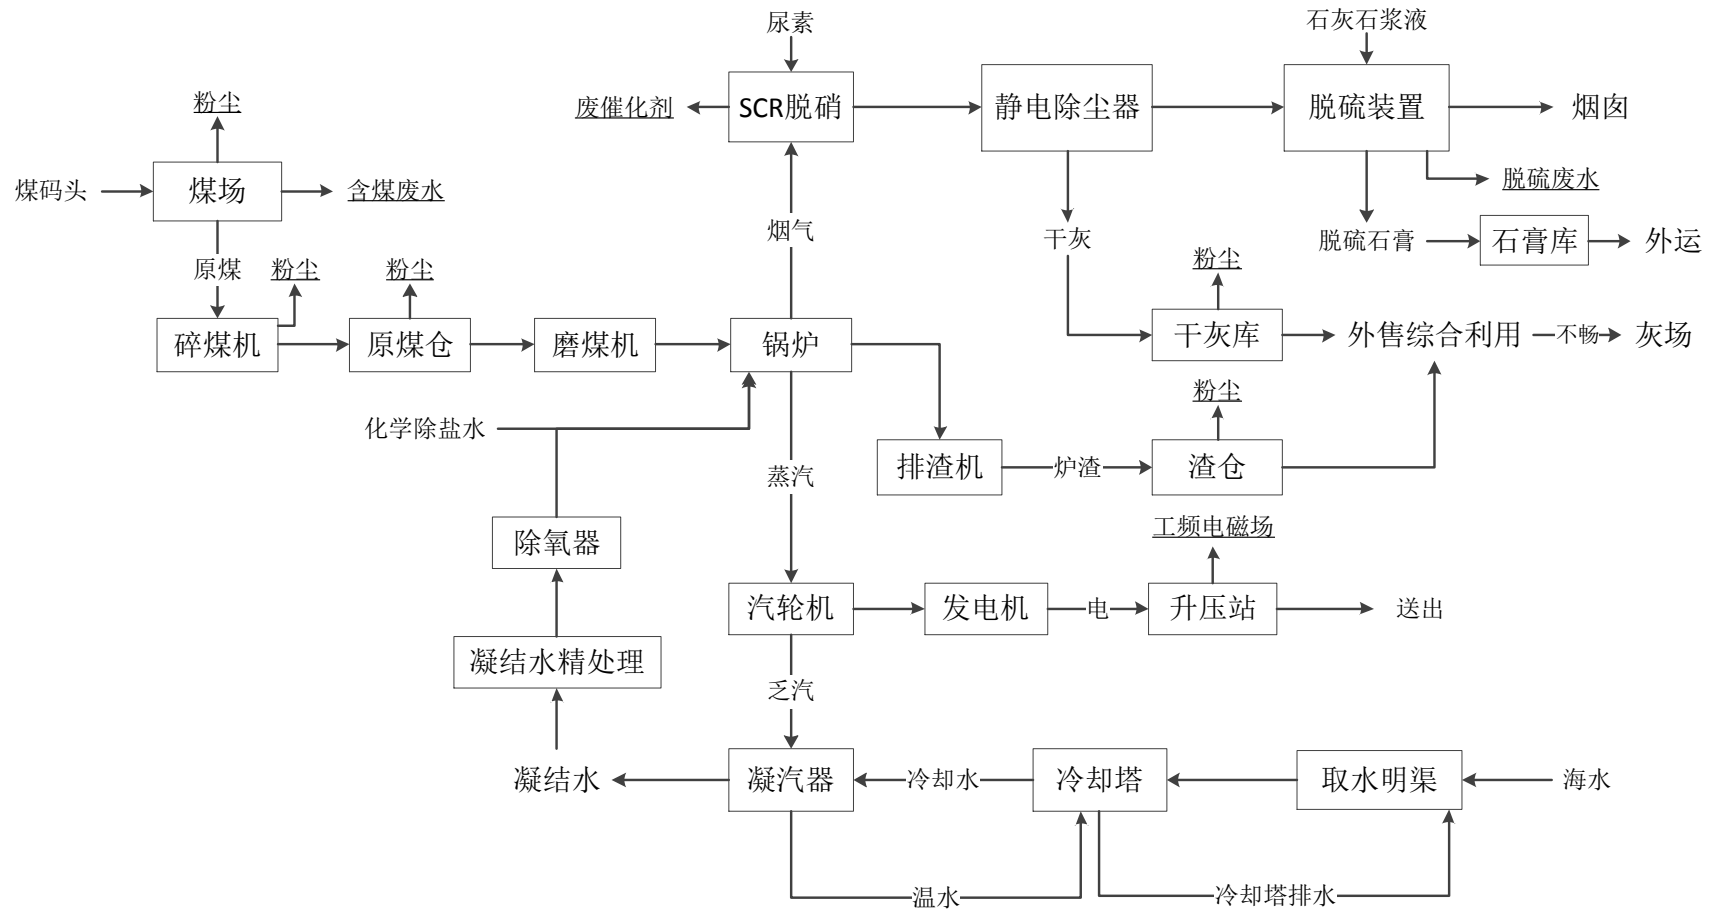 尿素
石灰石浆液
粉尘
废催化剂
SCR脱硝
静电除尘器
脱硫装置
烟囱
煤码头
煤场
含煤废水
脱硫废水
烟气
干灰
脱硫石膏
石膏库
外运
原煤
粉尘
粉尘
粉尘
碎煤机
原煤仓
磨煤机
锅炉
干灰库
外售综合利用
不畅
灰场
粉尘
化学除盐水
蒸汽
排渣机
炉渣
渣仓
工频电磁场
除氧器
汽轮机
发电机
电
升压站
送出
凝结水精处理
乏汽
凝结水
凝汽器
冷却水
冷却塔
取水明渠
海水
温水
冷却塔排水